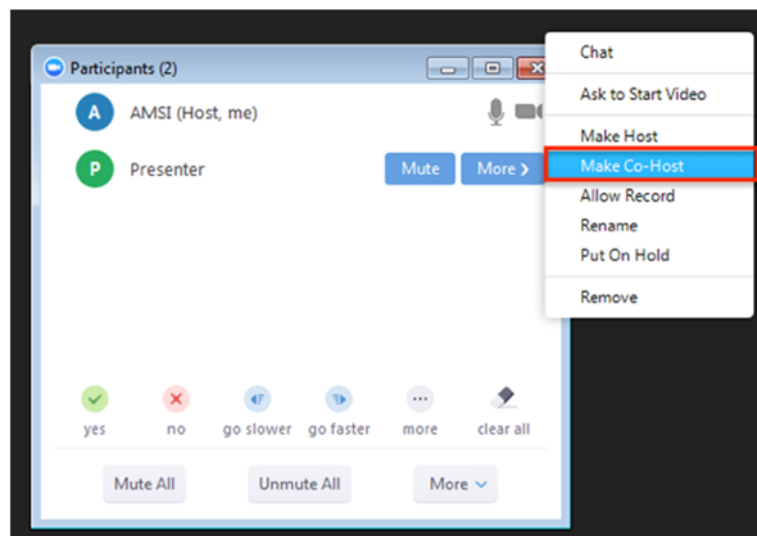 Participants (2)
A
AMSI (Host, me)
P
Presenter
Mute
More
Chat
Ask to Start Video
Make Host
Make Co-Host
Allow Record
Rename
Put On Hold
Remove
yes
no
go slower
go faster
more
clear all
Mute All
Unmute All
More